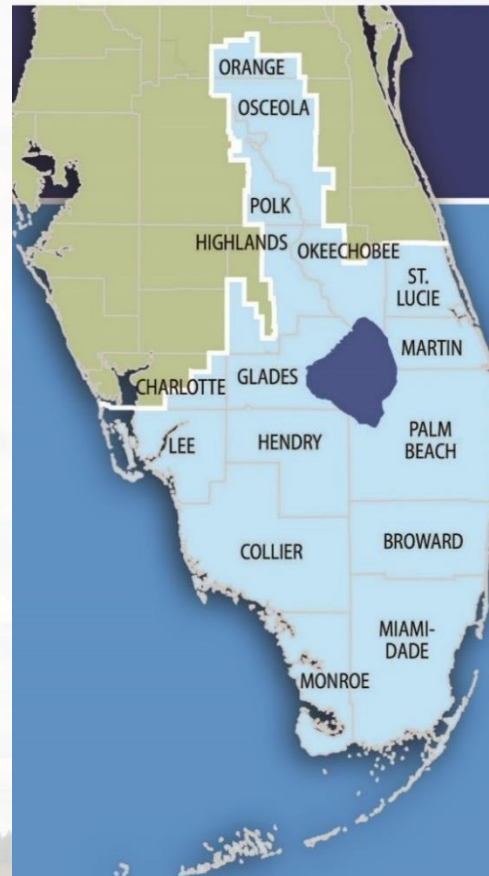 ORANGE
OSCEOLA
POLK
HIGHLANDS
OKEECHOBEE
ST.
LUCIE
MARTIN
CHARLOTTE
GLADES
PALM
BEACH
LEE
HENDRY
COLLIER
BROWARD
MIAMI-
DADE
MONROE